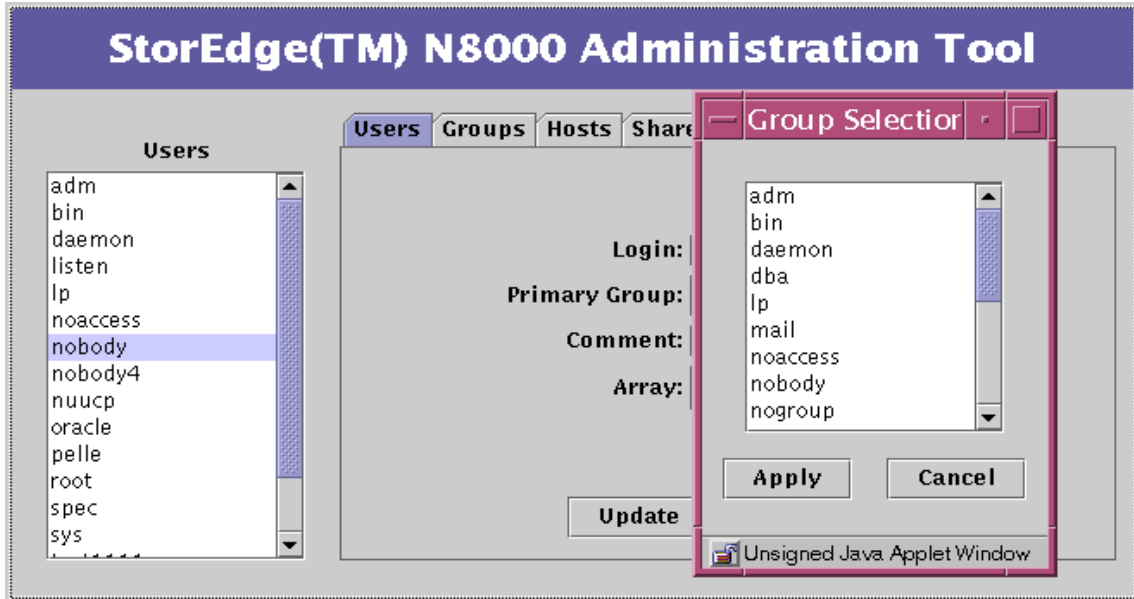 StorEdge(TM) N8000 Administration Tool
Users
adm
bin
daemon
listen
lp
noaccess
nobody
nobody4
nuucp
oracle
pelle
root
spec
sys
Users Groups Hosts Share
Login:
Primary Group:
Comment:
Array:
Update
Group Selection
adm
bin
daemon
dba
lp
mail
noaccess
nobody
nogroup
Apply Cancel
Unsigned Java Applet Window